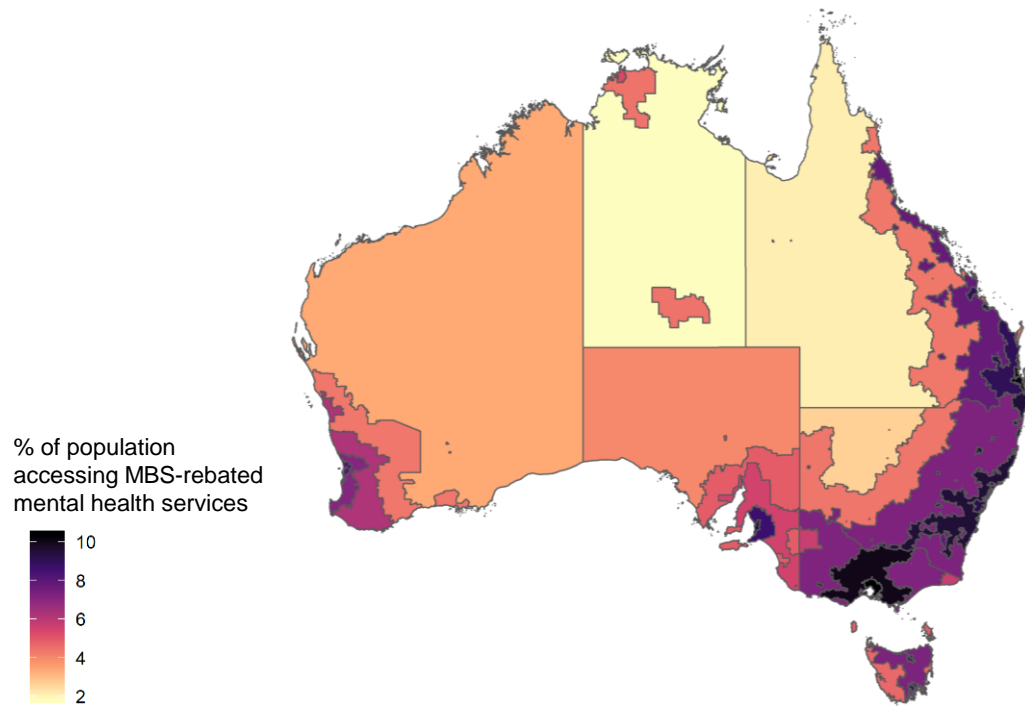 % of population
accessing MBS-rebated
mental health services
10
8
6
4
2